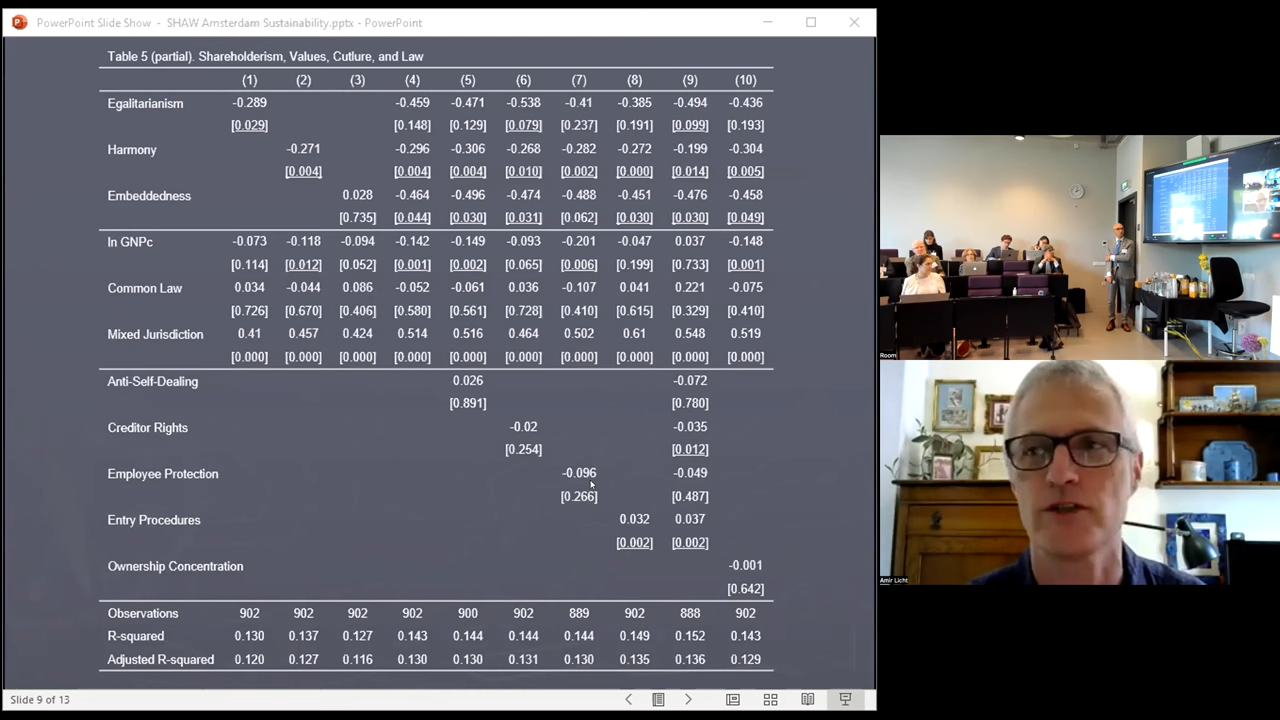 PowerPoint Slide Show - SHAW Amsterdam Sustainability.pptx - PowerPoint
Table 5 (partial). Shareholderism, Values, Cutlure, and Law
(1) (2) (3) (4) (5) (6) (7) (8) (9) (10)
Egalitarianism -0.289 -0.459 -0.471 -0.538 -0.41 -0.385 -0.494 -0.436
[0.029] [0.148] [0.129] [0.079] [0.237] [0.191] [0.099] [0.193]
Harmony -0.271 -0.296 -0.306 -0.268 -0.282 -0.272 -0.199 -0.304
[0.004] [0.004] [0.004] [0.010] [0.002] [0.000] [0.014] [0.005]
Embeddedness 0.028 -0.464 -0.496 -0.474 -0.488 -0.451 -0.476 -0.458
[0.735] [0.044] [0.030] [0.031] [0.062] [0.030] [0.030] [0.049]
ln GNPc -0.073 -0.118 -0.094 -0.142 -0.149 -0.093 -0.201 -0.047 0.037 -0.148
[0.114] [0.012] [0.052] [0.001] [0.002] [0.065] [0.006] [0.199] [0.733] [0.001]
Common Law 0.034 -0.044 0.086 -0.052 -0.061 0.036 -0.107 0.041 0.221 -0.075
[0.726] [0.670] [0.406] [0.580] [0.561] [0.728] [0.410] [0.615] [0.329] [0.410]
Mixed Jurisdiction 0.41 0.457 0.424 0.514 0.516 0.464 0.502 0.61 0.548 0.519
[0.000] [0.000] [0.000] [0.000] [0.000] [0.000] [0.000] [0.000] [0.000] [0.000]
Anti-Self-Dealing 0.026 -0.072
[0.891] [0.780]
Creditor Rights -0.02 -0.035
[0.254] [0.012]
Employee Protection -0.096 -0.049
[0.266] [0.487]
Entry Procedures 0.032 0.037
[0.002] [0.002]
Ownership Concentration -0.001
[0.642]
Observations 902 902 902 902 900 902 889 902 888 902
R-squared 0.130 0.137 0.127 0.143 0.144 0.144 0.144 0.149 0.152 0.143
Adjusted R-squared 0.120 0.127 0.116 0.130 0.130 0.131 0.130 0.135 0.136 0.129
Slide 9 of 13
Room
Amir Licht